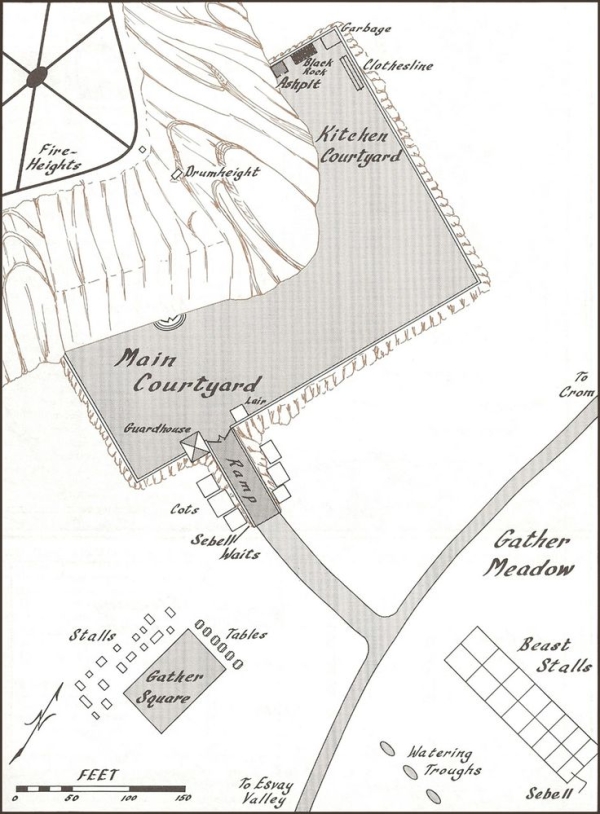 Garbage
Black
Rock
Ashpit
Clothesline
Kitchen
Courtyard
Fire-
Heights
Drumheight
Main
Courtyard
Lair
Guardhouse
Ramp
Cots
Sebell
Waits
To
Crom
Gather
Meadow
Stalls
Tables
Gather
Square
Beast
Stalls
N
FEET
0 50 100 150
To Esvay
Valley
Watering
Troughs
Sebell